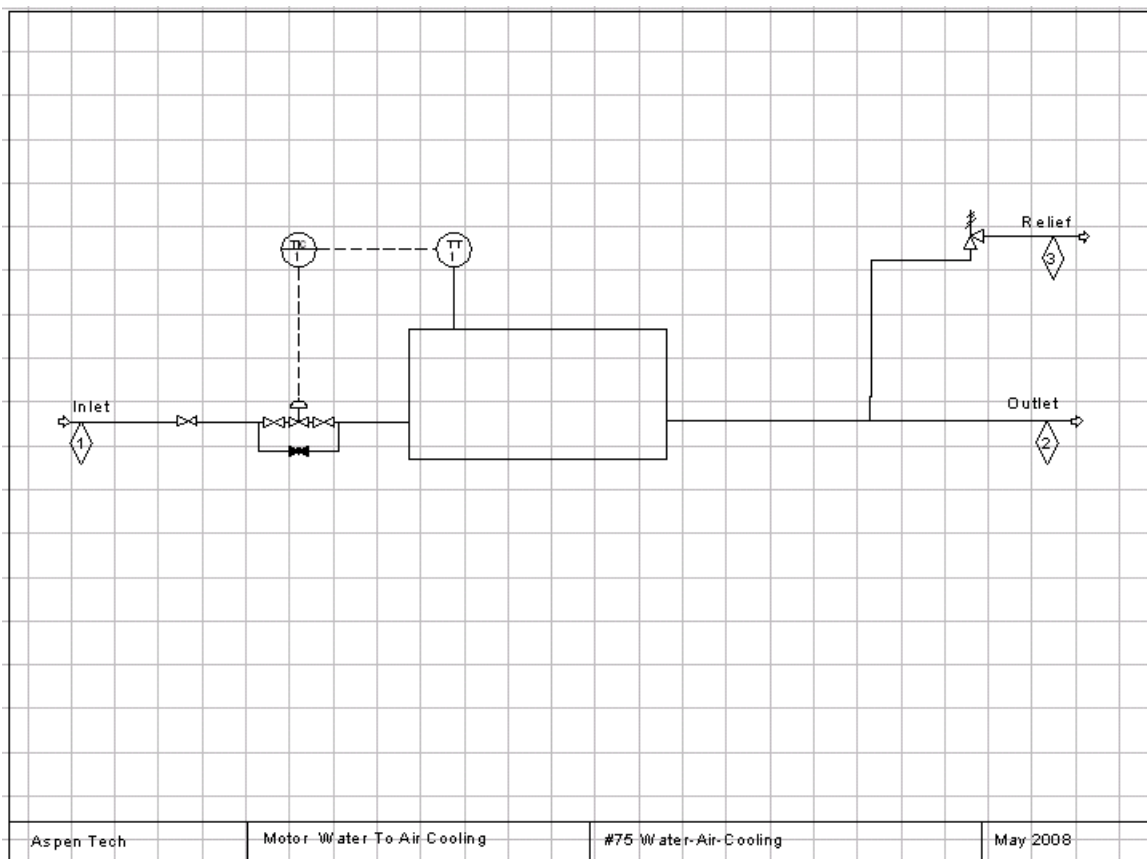 TIC
1
TT
1
Relief
3
Inlet
1
Outlet
2
Aspen Tech
Motor Water To Air Cooling
#75 Water-Air-Cooling
May 2008